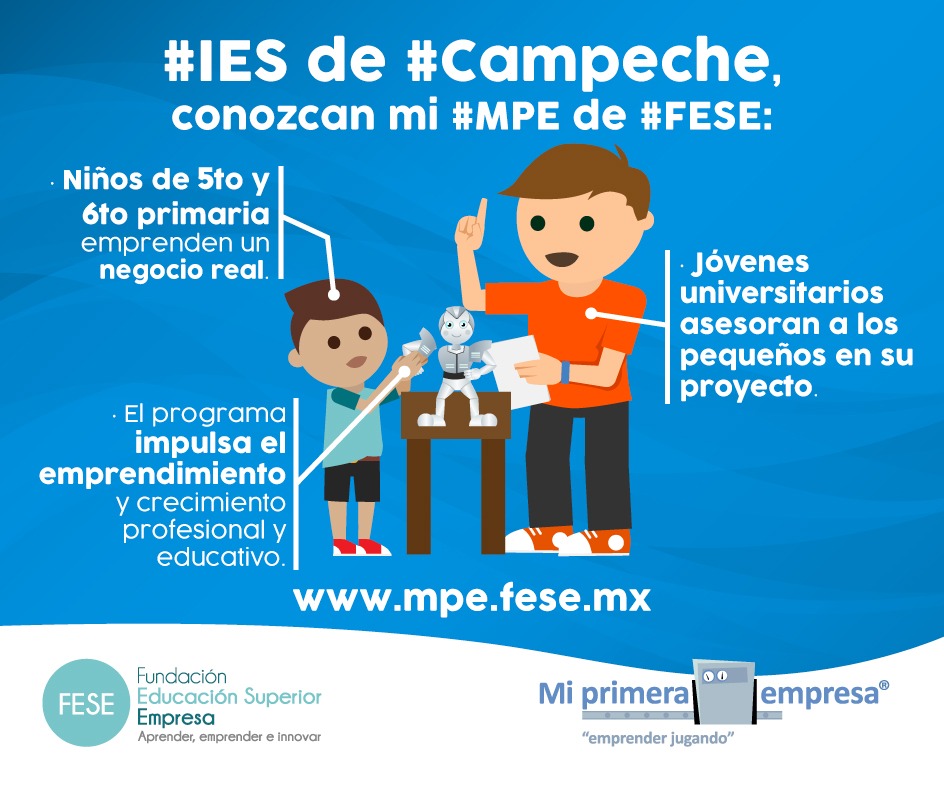 #IES de #Campeche,
conozcan mi #MPE de #FESE:
· Niños de 5to y
6to primaria
emprenden un
negocio real.
· Jóvenes
universitarios
asesoran a los
pequeños en su
proyecto.
· El programa
impulsa el
emprendimiento
y crecimiento
profesional y
educativo.
www.mpe.fese.mx
FESE
Fundación
Educación Superior
Empresa
Aprender, emprender e innovar
Mi primera empresa®
“emprender jugando”